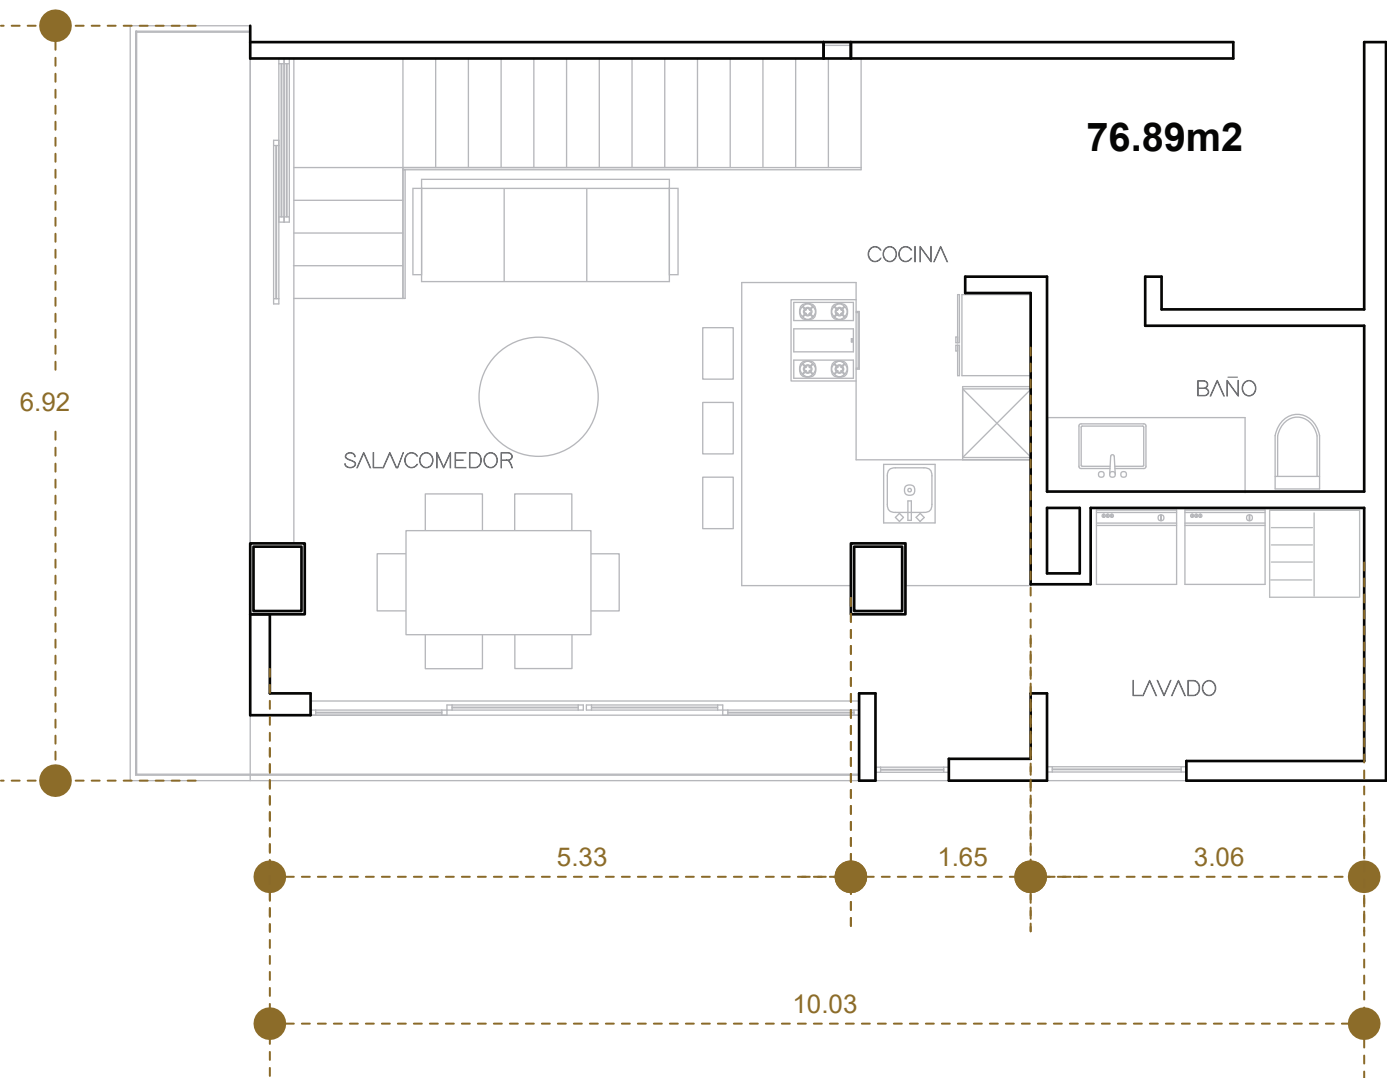 76.89m2
COCINA
BAÑO
6.92
SALA/COMEDOR
LAVADO
5.33
1.65
3.06
10.03